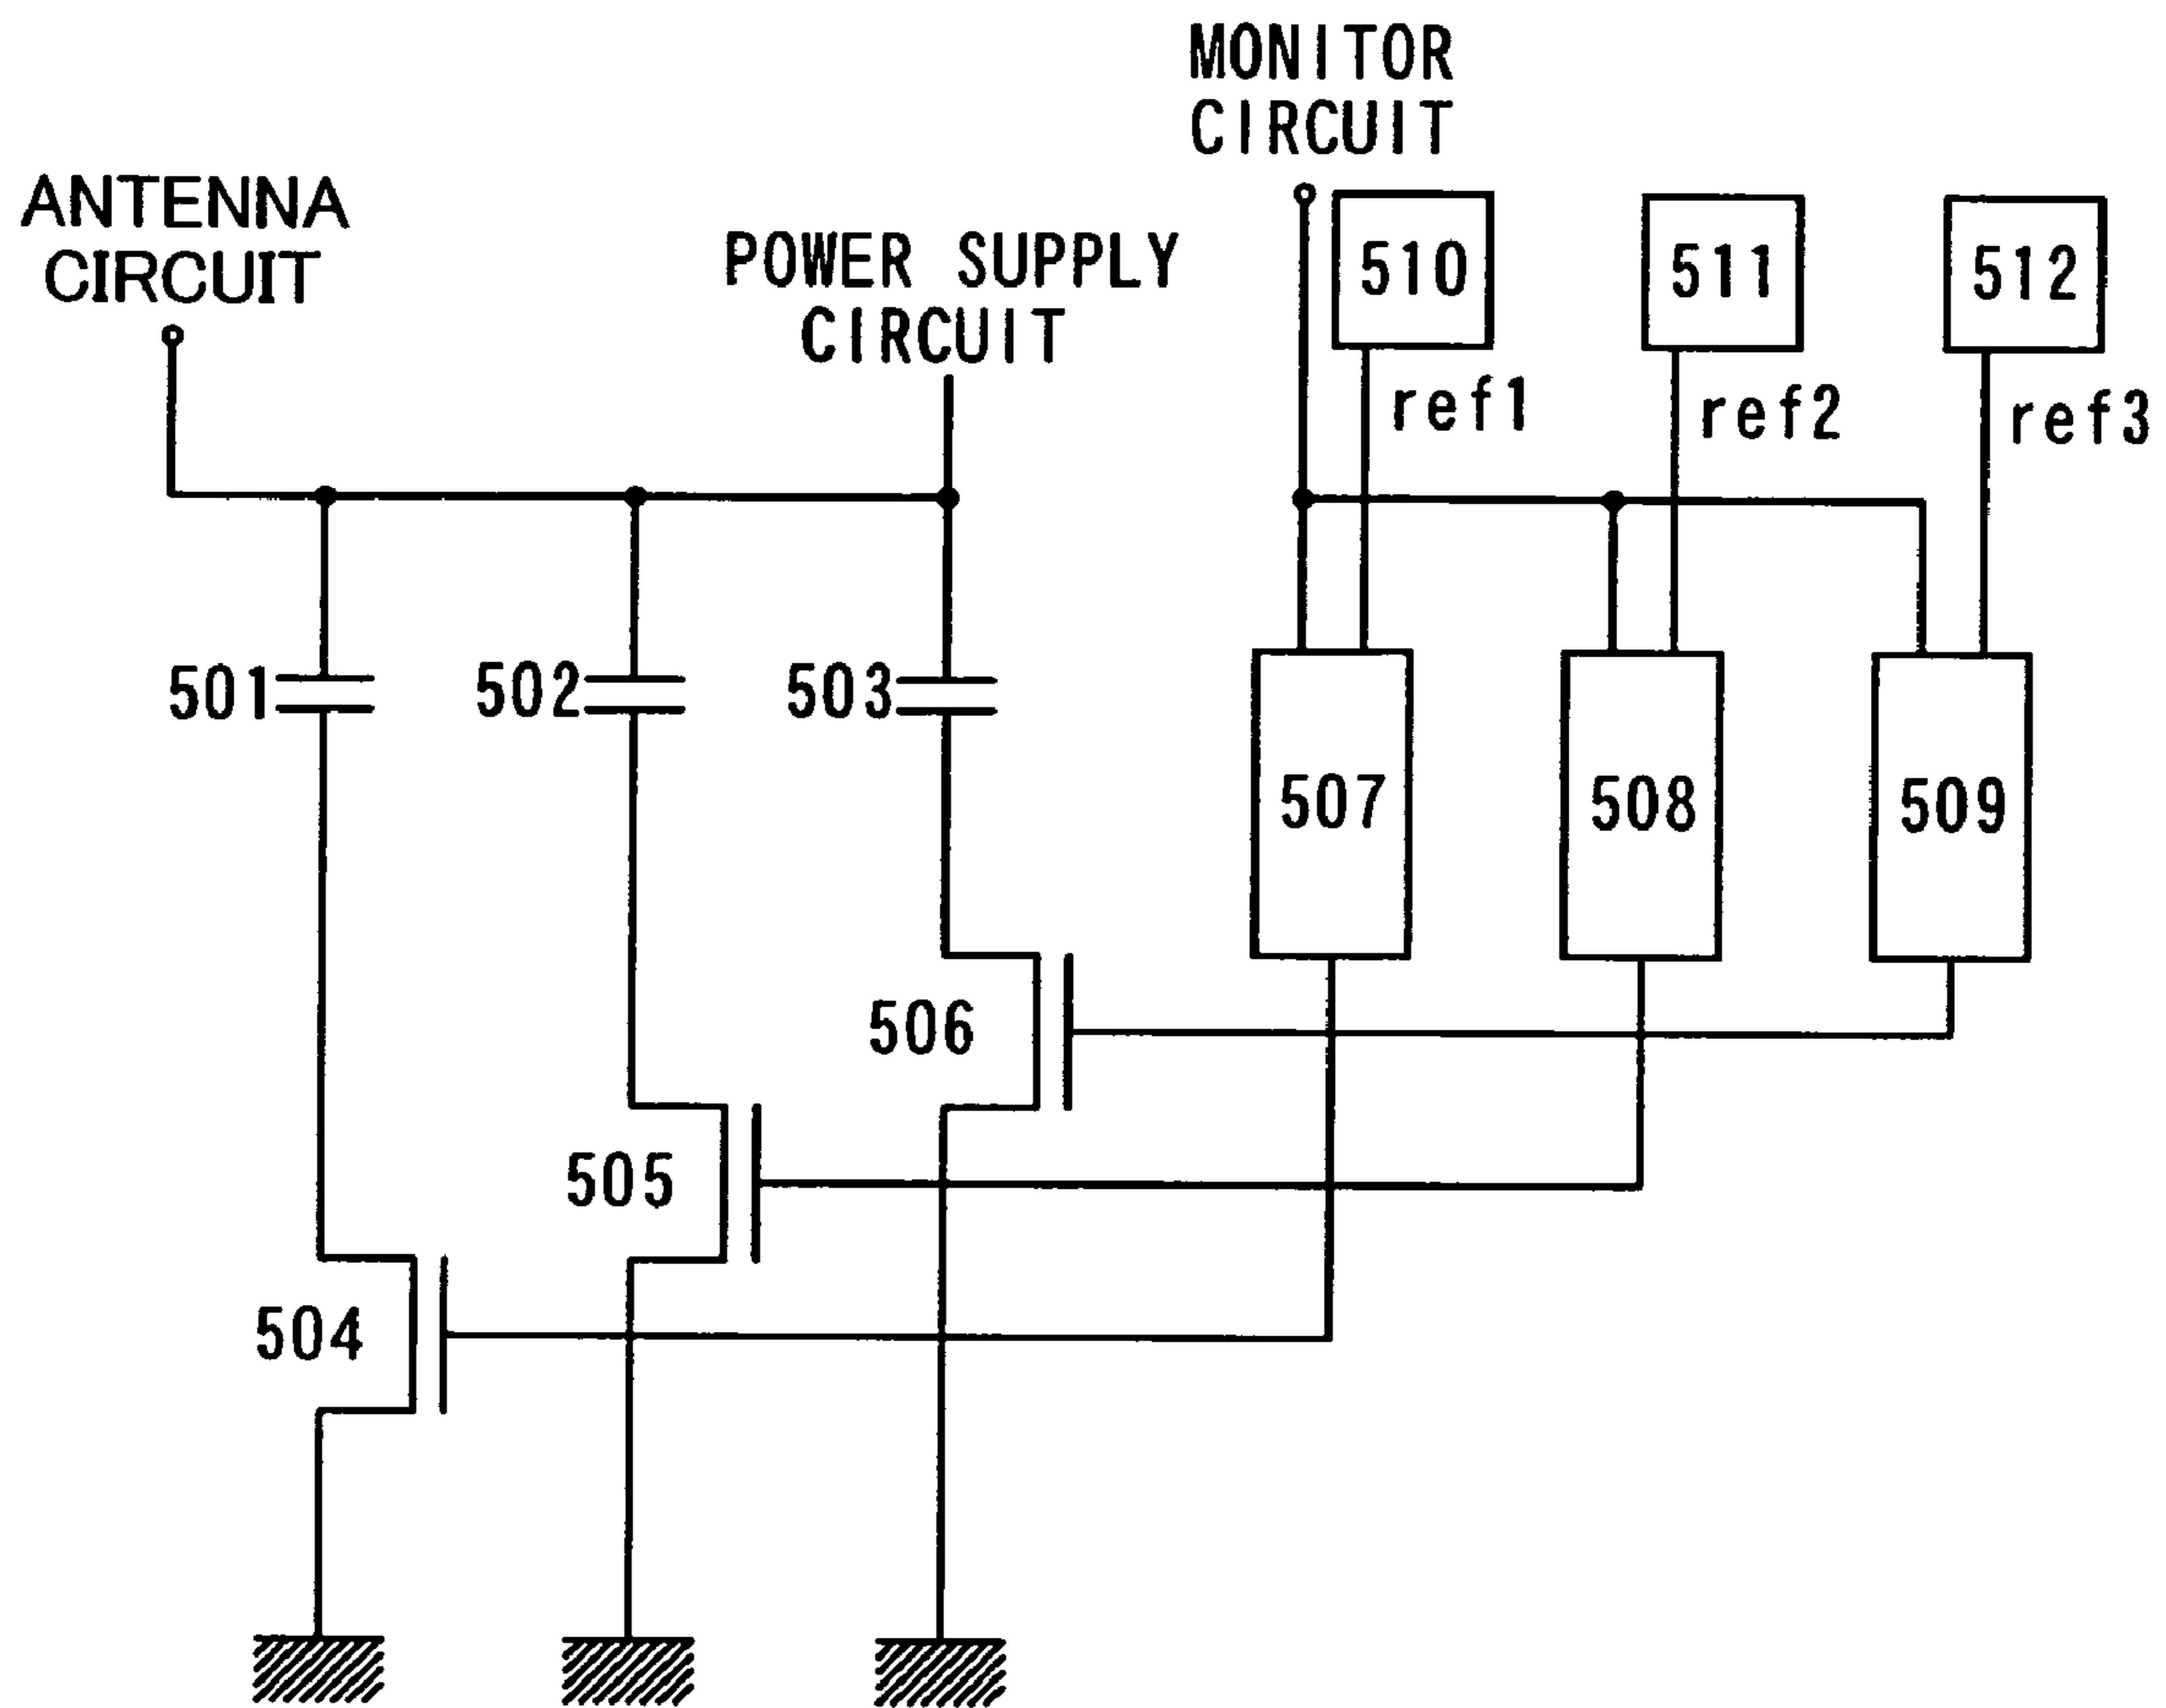 MONITOR
CIRCUIT
ANTENNA
CIRCUIT
POWER SUPPLY
CIRCUIT
510
511
512
ref1
ref2
ref3
501
502
503
507
508
509
506
505
504